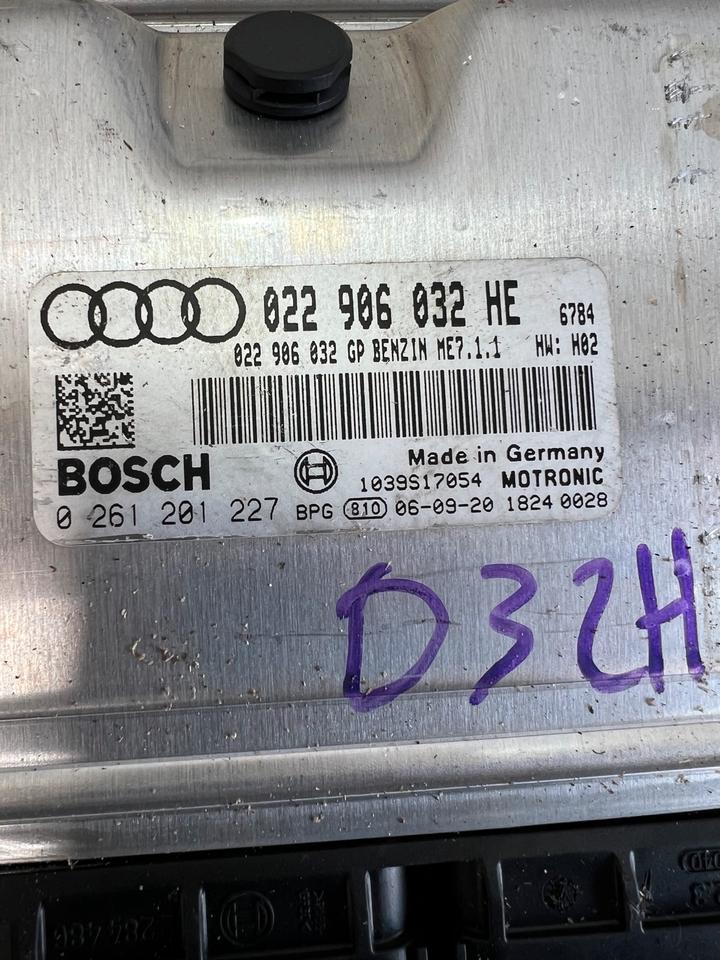 022 906 032 HE 6784
022 906 032 GP BENZIN ME7.1.1 HW: H02
Made in Germany
BOSCH 1039S17054 MOTRONIC
0 261 201 227 BPG 810 06-09-20 1824 0028
D32H